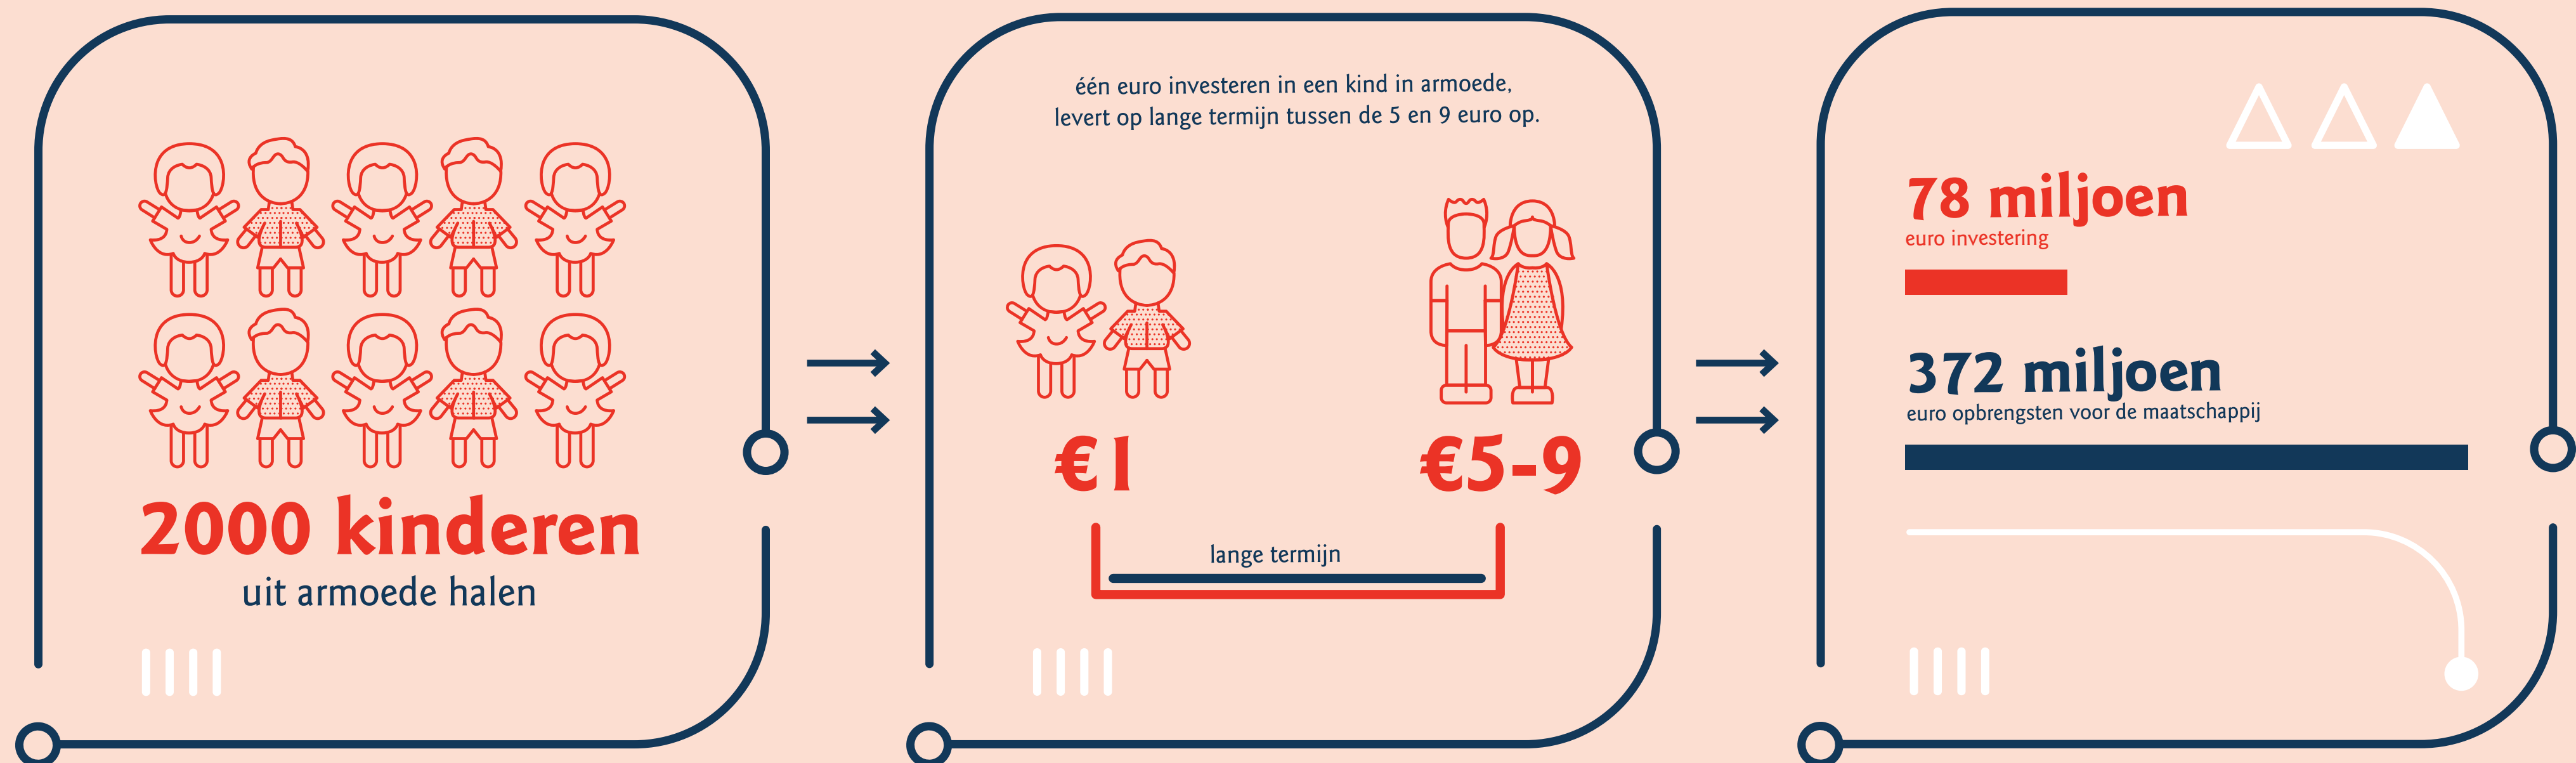 2000 kinderen
uit armoede halen
één euro investeren in een kind in armoede,
levert op lange termijn tussen de 5 en 9 euro op.
€1
€5-9
lange termijn
78 miljoen
euro investering
372 miljoen
euro opbrengsten voor de maatschappij